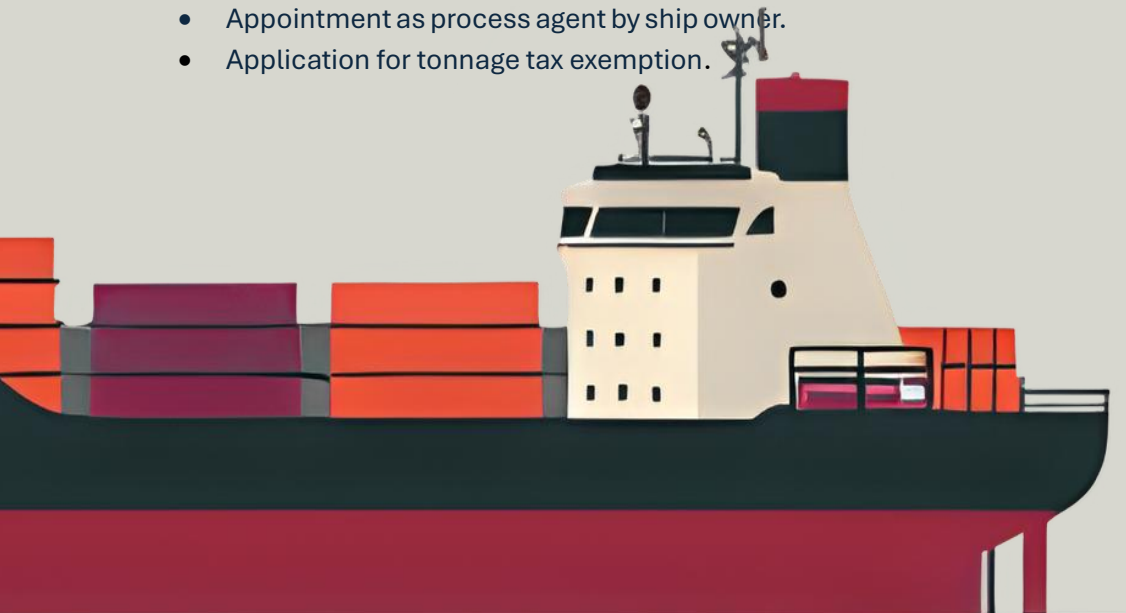 • Appointment as process agent by ship owner.
• Application for tonnage tax exemption.